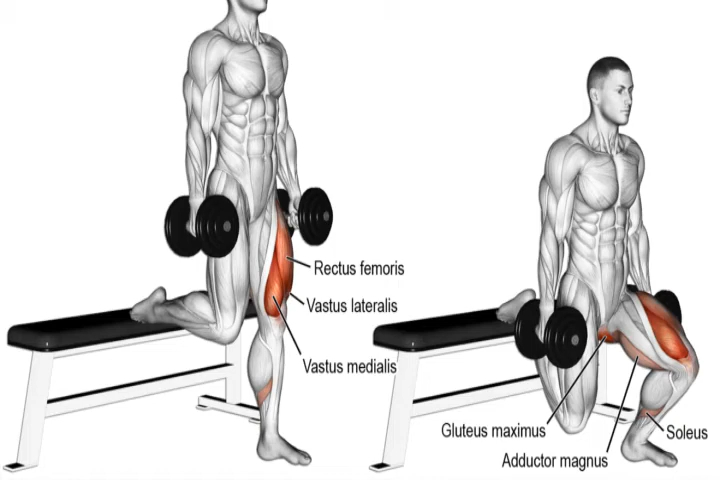 Rectus femoris
Vastus lateralis
Vastus medialis
Gluteus maximus
Soleus
Adductor magnus